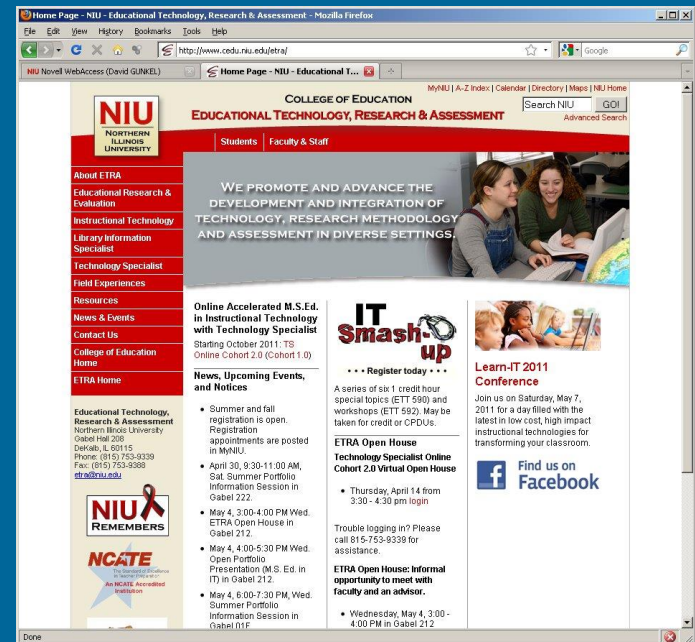 Home Page - NIU - Educational Technology, Research & Assessment - Mozilla Firefox
File Edit View History Bookmarks Tools Help
http://www.cedu.niu.edu/etra/
Google
NIU Novell WebAccess (David GUNKEL)
Home Page - NIU - Educational T...
MyNIU | A-Z Index | Calendar | Directory | Maps | NIU Home
COLLEGE OF EDUCATION
EDUCATIONAL TECHNOLOGY, RESEARCH & ASSESSMENT
Search NIU GO!
Advanced Search
NIU
NORTHERN
ILLINOIS
UNIVERSITY
Students Faculty & Staff
About ETRA
Educational Research &
Evaluation
Instructional Technology
Library Information
Specialist
Technology Specialist
Field Experiences
Resources
News & Events
Contact Us
College of Education
Home
ETRA Home
WE PROMOTE AND ADVANCE THE
DEVELOPMENT AND INTEGRATION OF
TECHNOLOGY, RESEARCH METHODOLOGY
AND ASSESSMENT IN DIVERSE SETTINGS.
Educational Technology,
Research & Assessment
Northern Illinois University
Gabel Hall 208
DeKalb, IL 60115
Phone: (815) 753-9339
Fax: (815) 753-9388
etra@niu.edu
NIU
REMEMBERS
NCATE
The Standard of Excellence
in Teacher Preparation
An NCATE Accredited
Institution
Online Accelerated M.S.Ed.
in Instructional Technology
with Technology Specialist
Starting October 2011: TS
Online Cohort 2.0 (Cohort 1.0)
News, Upcoming Events,
and Notices
• Summer and fall
registration is open.
Registration
appointments are posted
in MyNIU.
• April 30, 9:30-11:00 AM,
Sat. Summer Portfolio
Information Session in
Gabel 222.
• May 4, 3:00-4:00 PM Wed.
ETRA Open House in
Gabel 212.
• May 4, 4:00-5:30 PM Wed.
Open Portfolio
Presentation (M.S. Ed. in
IT) in Gabel 212.
• May 4, 6:00-7:30 PM, Wed.
Summer Portfolio
Information Session in
Gabel 01F
IT
Smash-
up
• • • Register today • • •
A series of six 1 credit hour
special topics (ETT 590) and
workshops (ETT 592). May be
taken for credit or CPDUs.
ETRA Open House
Technology Specialist Online
Cohort 2.0 Virtual Open House
• Thursday, April 14 from
3:30 - 4:30 pm login
Trouble logging in? Please
call 815-753-9339 for
assistance.
ETRA Open House: Informal
opportunity to meet with
faculty and an advisor.
• Wednesday, May 4, 3:00 -
4:00 PM in Gabel 212
Learn-IT 2011
Conference
Join us on Saturday, May 7,
2011 for a day filled with the
latest in low cost, high impact
instructional technologies for
transforming your classroom.
Find us on
Facebook
Done